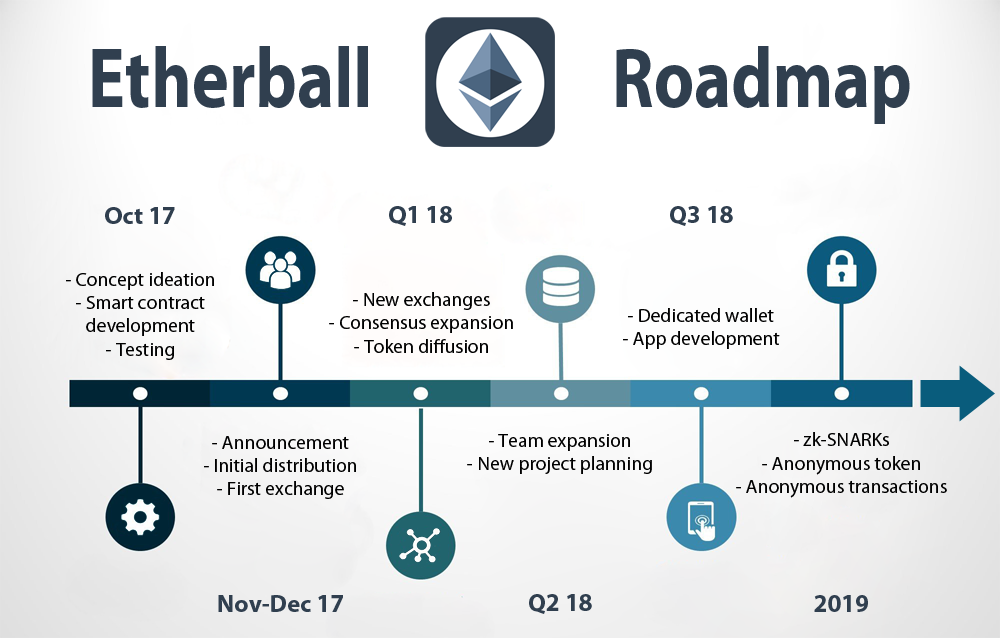 Etherball Roadmap
Oct 17
- Concept ideation
- Smart contract
development
- Testing
Nov-Dec 17
- Announcement
- Initial distribution
- First exchange
Q1 18
- New exchanges
- Consensus expansion
- Token diffusion
Q2 18
- Team expansion
- New project planning
Q3 18
- Dedicated wallet
- App development
2019
- zk-SNARKs
- Anonymous token
- Anonymous transactions